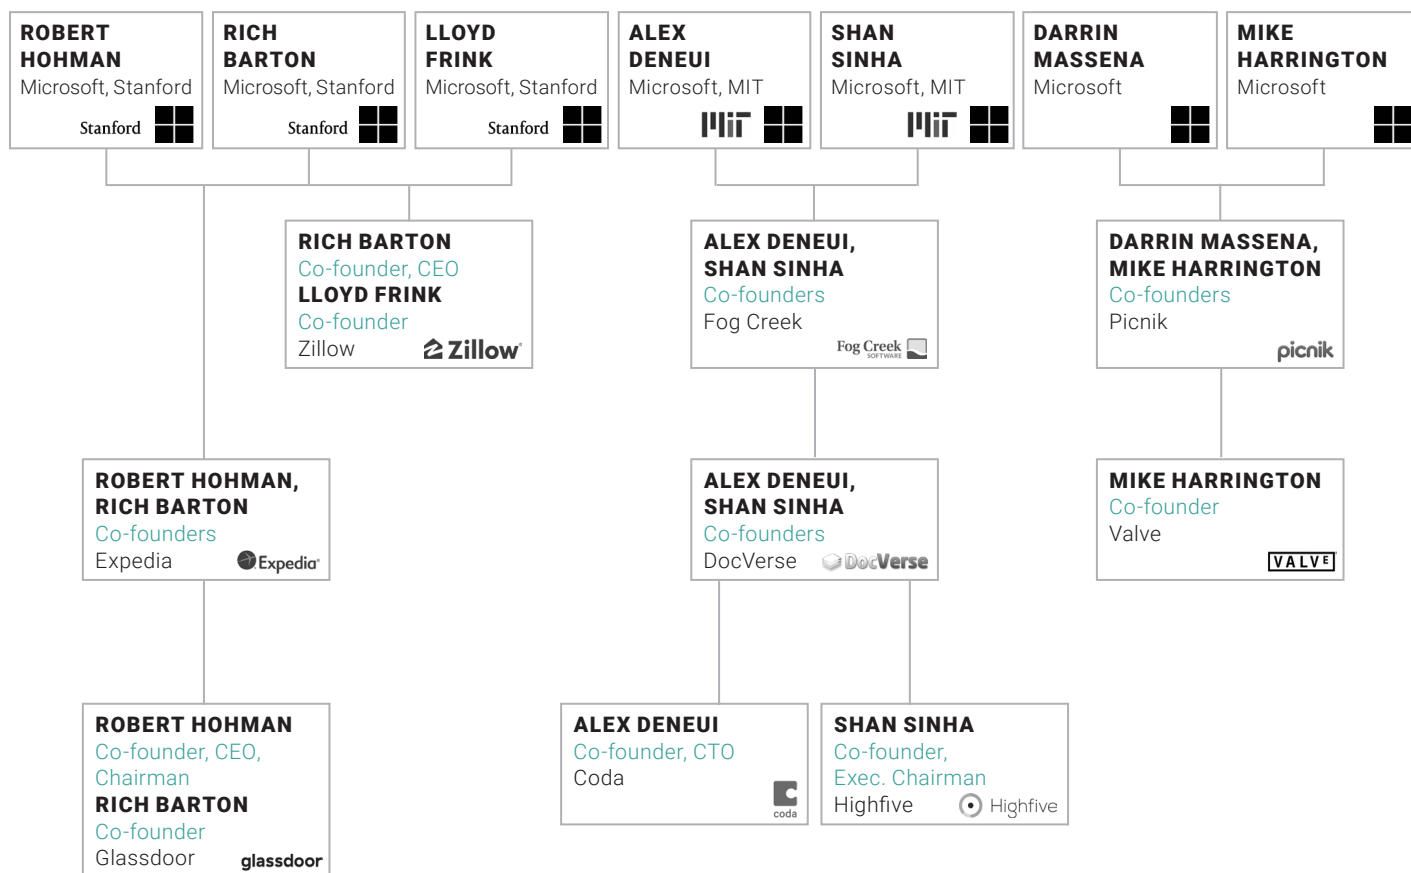 ROBERT
HOHMAN
Microsoft, Stanford
Stanford
RICH
BARTON
Microsoft, Stanford
Stanford
LLOYD
FRINK
Microsoft, Stanford
Stanford
ALEX
DENEUI
Microsoft, MIT
MIT
SHAN
SINHA
Microsoft, MIT
MIT
DARRIN
MASSENA
Microsoft
MIKE
HARRINGTON
Microsoft
RICH BARTON
Co-founder, CEO
LLOYD FRINK
Co-founder
Zillow
Zillow
ALEX DENEUI,
SHAN SINHA
Co-founders
Fog Creek
Fog Creek
SOFTWARE
DARRIN MASSENA,
MIKE HARRINGTON
Co-founders
Picnik
picnik
ROBERT HOHMAN,
RICH BARTON
Co-founders
Expedia
Expedia
ALEX DENEUI,
SHAN SINHA
Co-founders
DocVerse
DocVerse
MIKE HARRINGTON
Co-founder
Valve
VALVE
ROBERT HOHMAN
Co-founder, CEO,
Chairman
RICH BARTON
Co-founder
Glassdoor
glassdoor
ALEX DENEUI
Co-founder, CTO
Coda
coda
SHAN SINHA
Co-founder,
Exec. Chairman
Highfive
Highfive